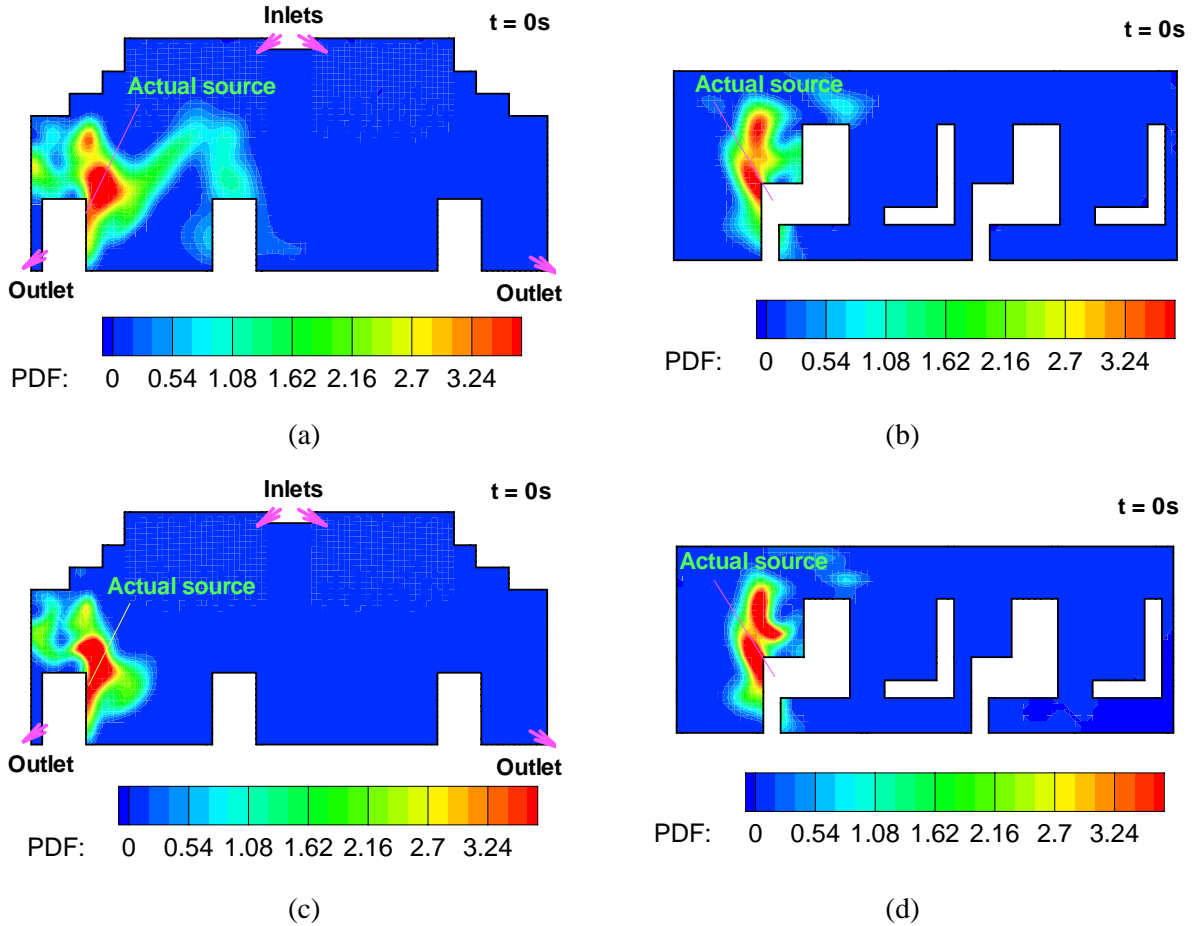 Inlets
t = 0s
t = 0s
Actual source
Actual source
Outlet
Outlet
PDF: 0 0.54 1.08 1.62 2.16 2.7 3.24
PDF: 0 0.54 1.08 1.62 2.16 2.7 3.24
(a)
(b)
Inlets
t = 0s
t = 0s
Actual source
Actual source
Outlet
Outlet
PDF: 0 0.54 1.08 1.62 2.16 2.7 3.24
PDF: 0 0.54 1.08 1.62 2.16 2.7 3.24
(c)
(d)